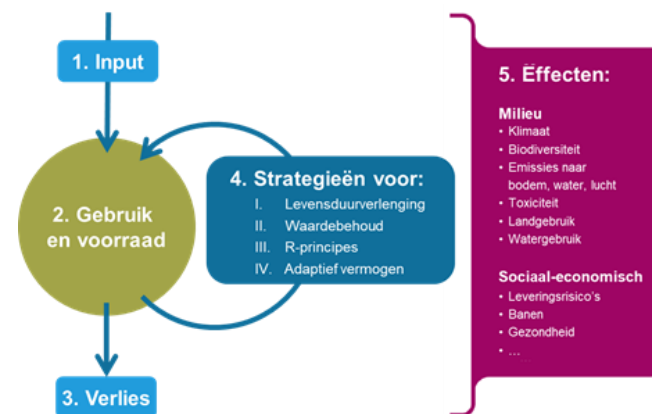 1. Input
2. Gebruik
en voorraad
3. Verlies
4. Strategieën voor:
I. Levensduurverlenging
II. Waardebehoud
III. R-principes
IV. Adaptief vermogen
5. Effecten:
Milieu
• Klimaat
• Biodiversiteit
• Emissies naar
bodem, water, lucht
• Toxiciteit
• Landgebruik
• Watergebruik
Sociaal-economisch
• Leveringsrisico's
• Banen
• Gezondheid
• ...